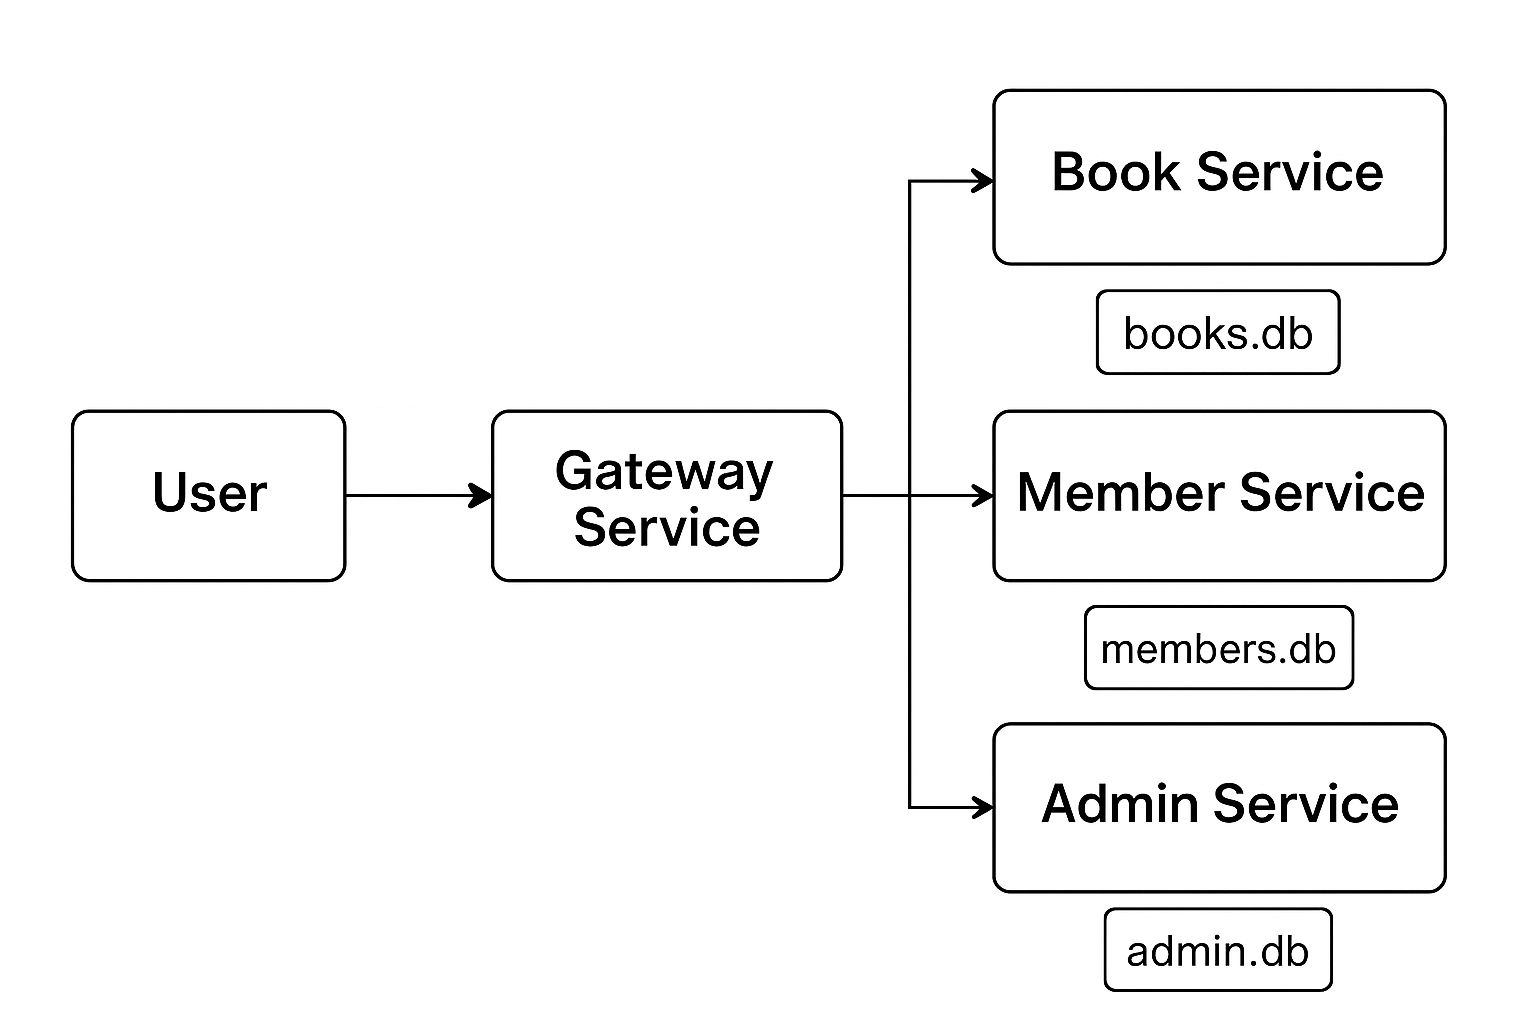 User
Gateway
Service
Book Service
books.db
Member Service
members.db
Admin Service
admin.db